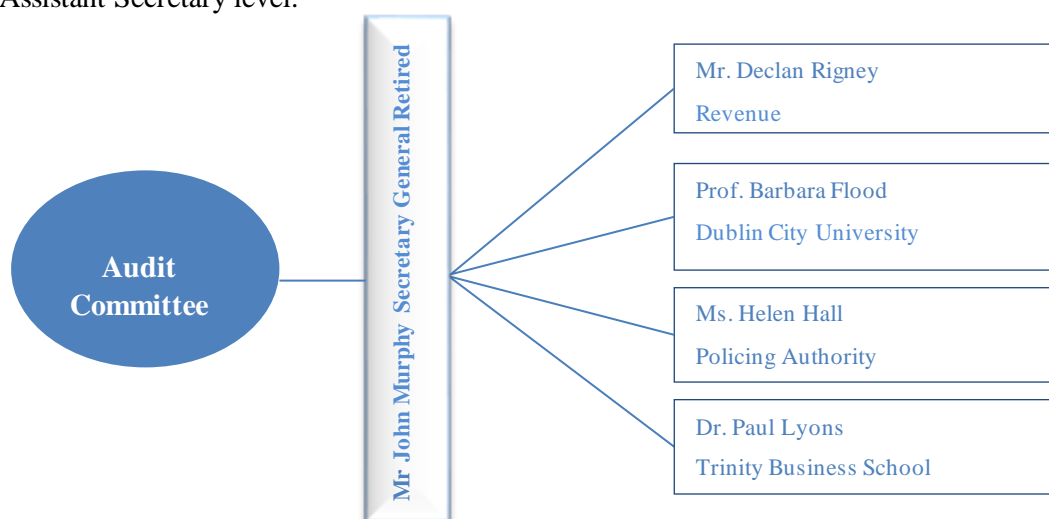 Assistant Secretary level.
Audit
Committee
Mr John Murphy Secretary General Retired
Mr. Declan Rigney
Revenue
Prof. Barbara Flood
Dublin City University
Ms. Helen Hall
Policing Authority
Dr. Paul Lyons
Trinity Business School